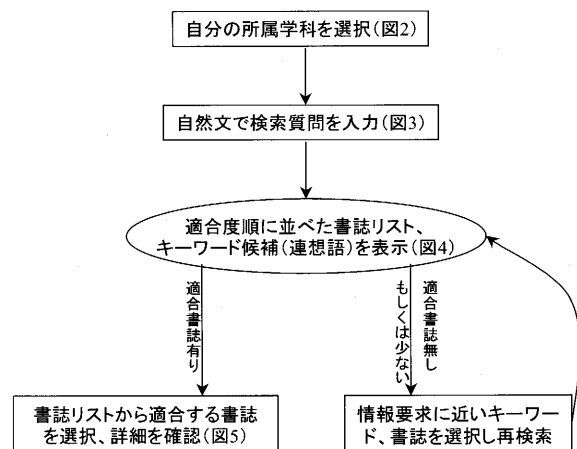 自分の所属学科を選択(図2)
自然文で検索質問を入力(図3)
適合度順に並べた書誌リスト、
キーワード候補(連想語)を表示(図4)
適合書誌有り
適合書誌無し
もしくは少ない
書誌リストから適合する書誌
を選択、詳細を確認(図5)
情報要求に近いキーワー
ド、書誌を選択し再検索